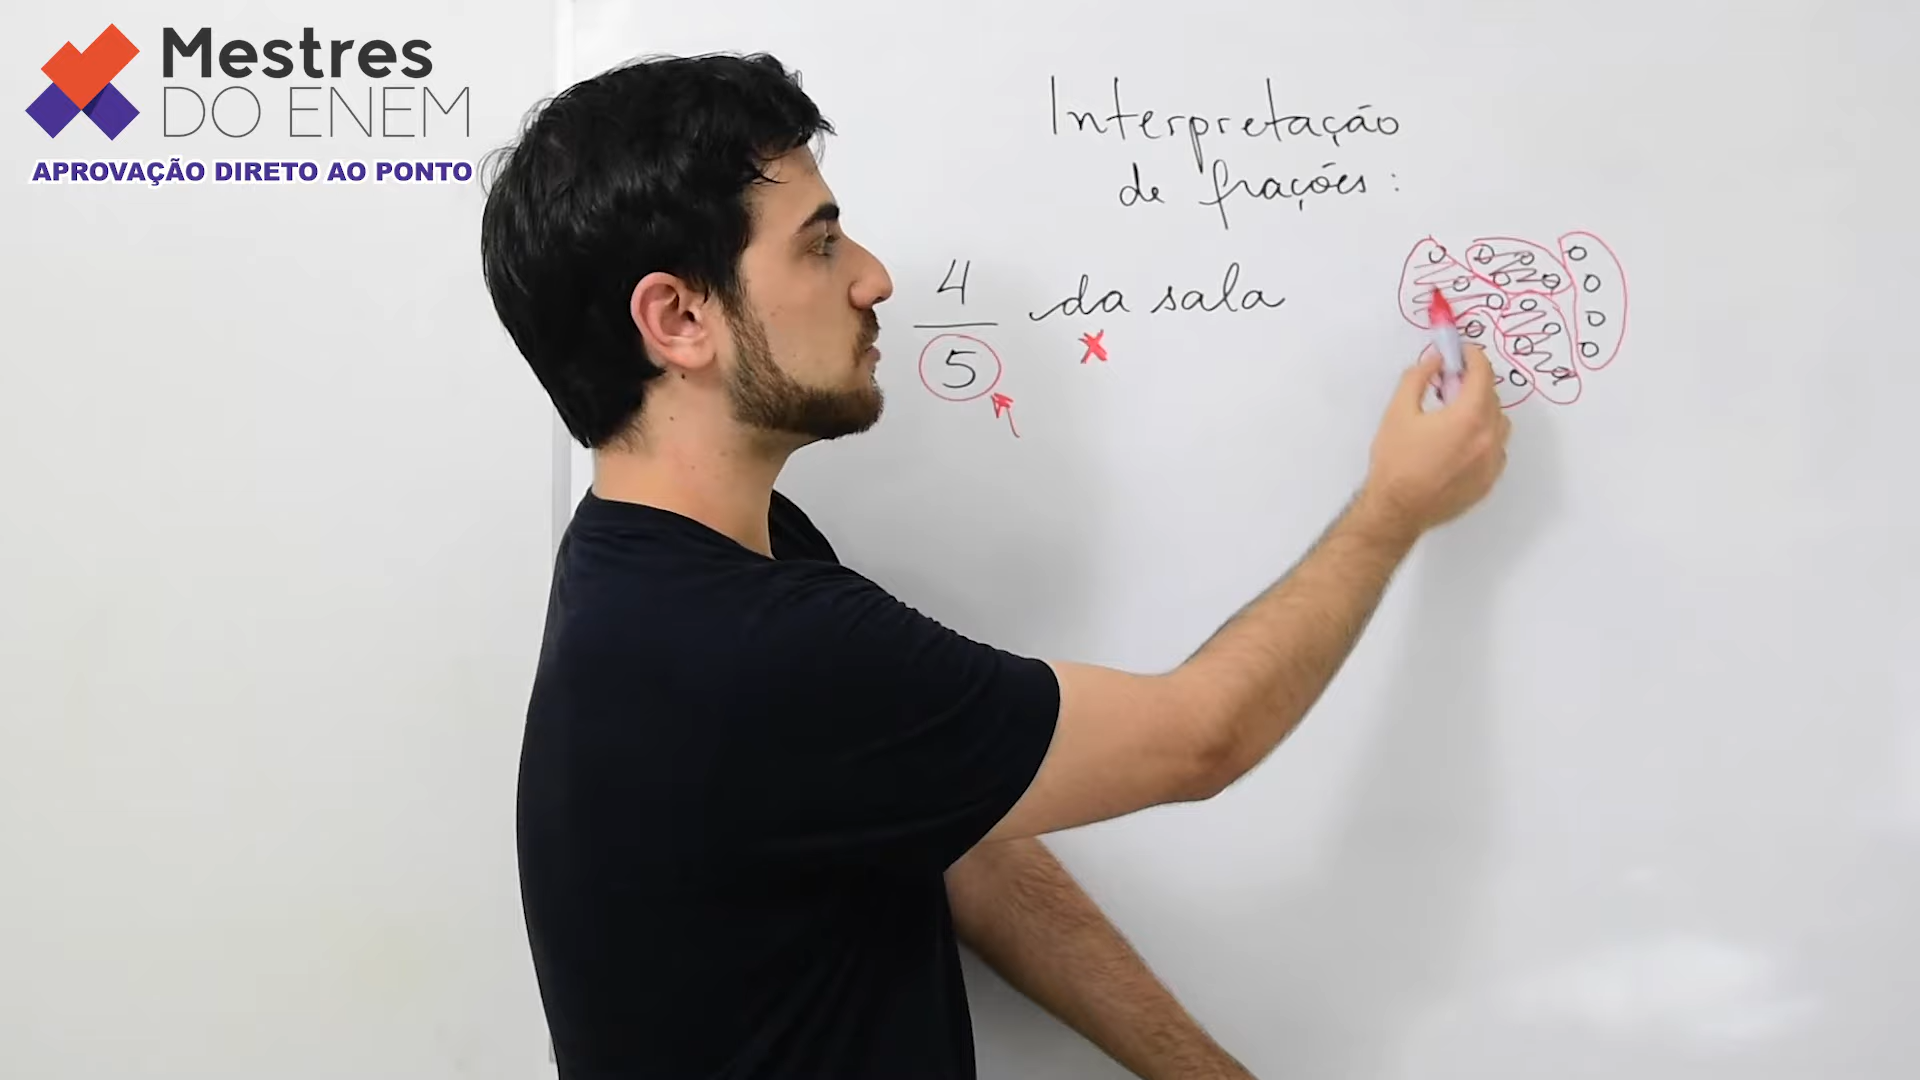 Mestres
DO ENEM
APROVAÇÃO DIRETO AO PONTO
Interpretação
de frações:
4
5
da sala
x